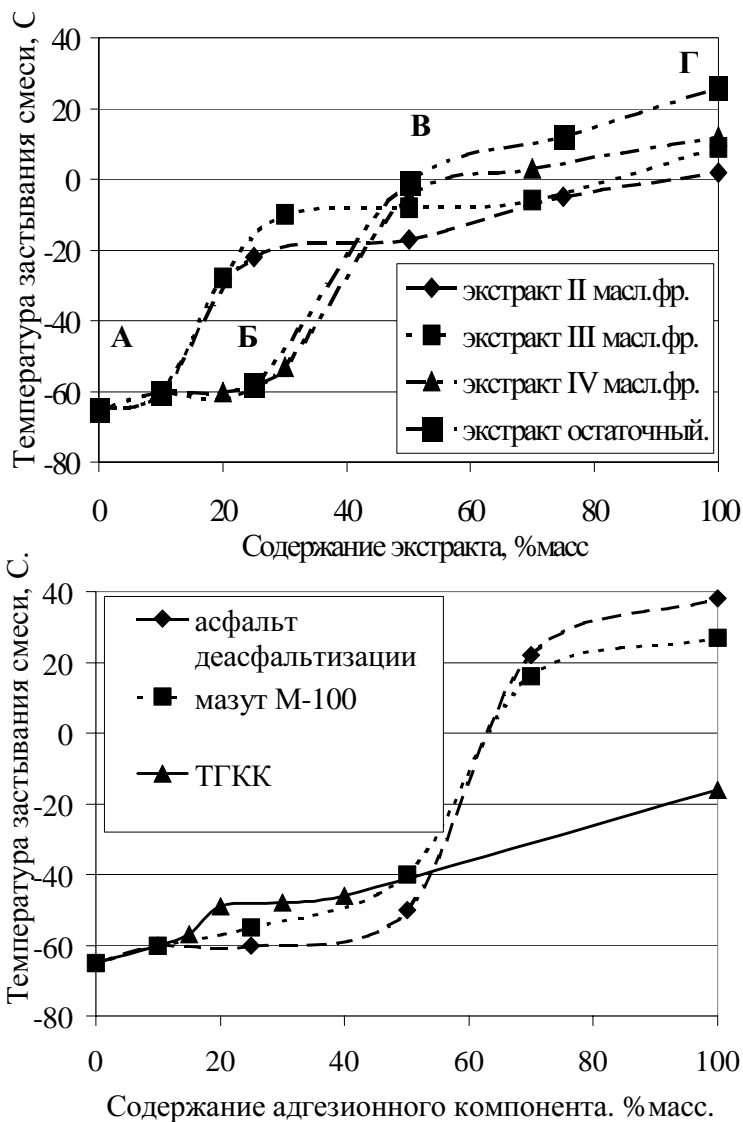 Температура застывания смеси, С
40
20
0
-20
-40
-60
-80
А
Б
В
Г
экстракт II масл.фр.
экстракт III масл.фр.
экстракт IV масл.фр.
экстракт остаточный.
0 20 40 60 80 100
Содержание экстракта, %масс
Температура застывания смеси, С.
40
20
0
-20
-40
-60
-80
асфальт
деасфальтизации
мазут М-100
ТГКК
0 20 40 60 80 100
Содержание адгезионного компонента. %масс.